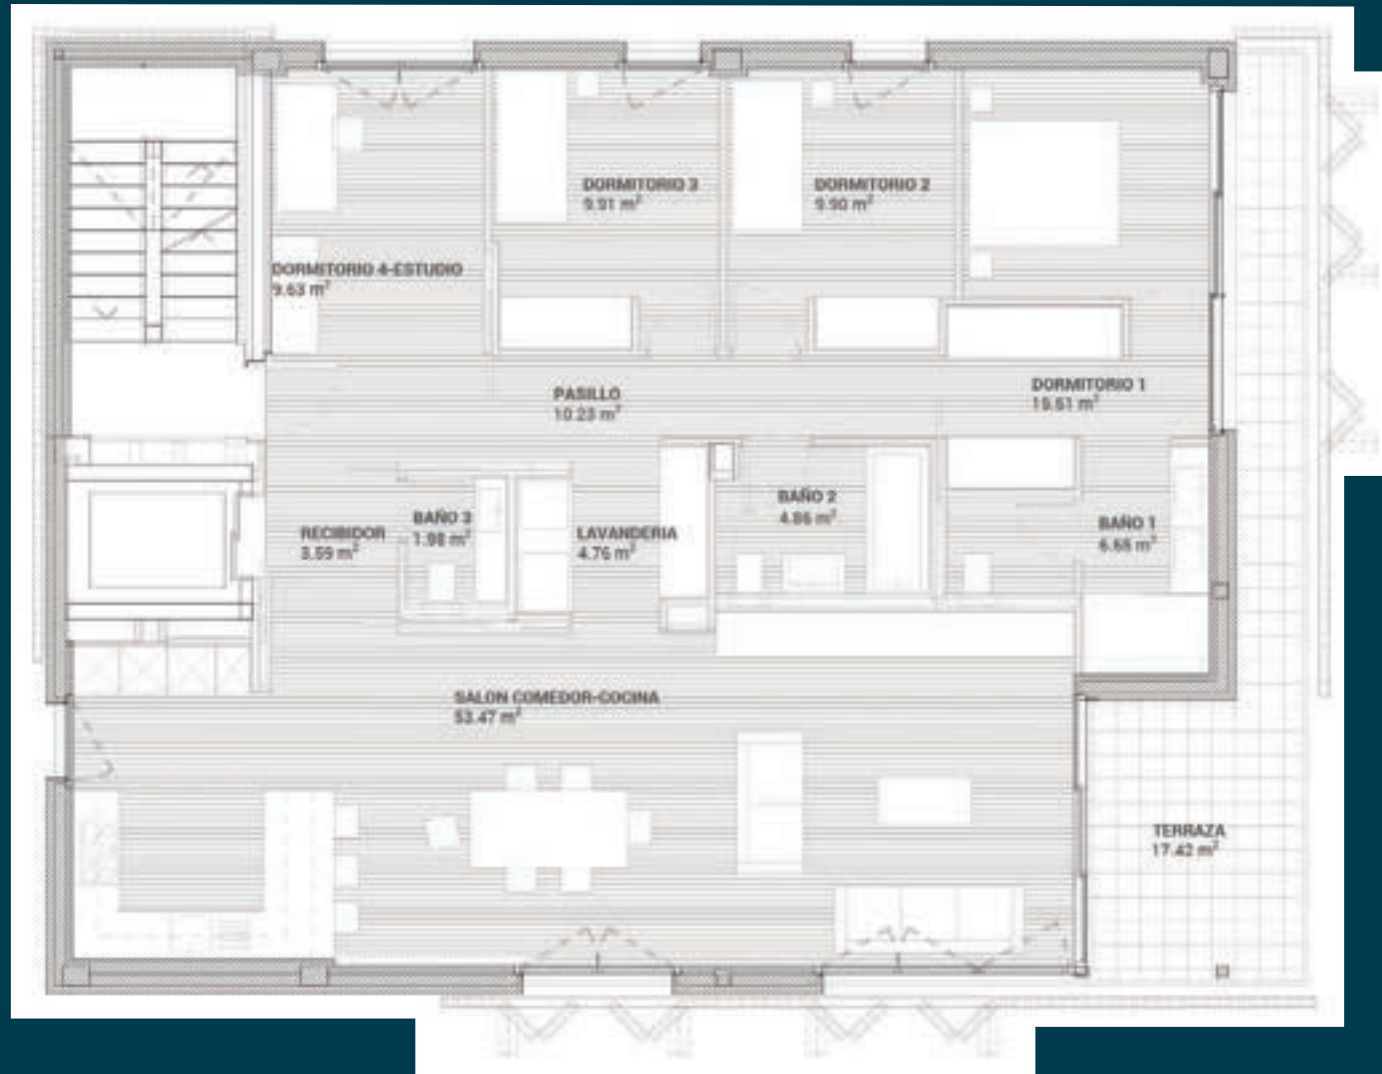 DORMITORIO 3
9.91 m²
DORMITORIO 2
9.90 m²
DORMITORIO 4-ESTUDIO
9.63 m²
PASILLO
10.23 m²
DORMITORIO 1
19.61 m²
RECIBIDOR
3.59 m²
BAÑO 3
1.98 m²
LAVANDERIA
4.76 m²
BAÑO 2
4.86 m²
BAÑO 1
6.65 m²
SALON COMEDOR-COCINA
53.47 m²
TERRAZA
17.42 m²